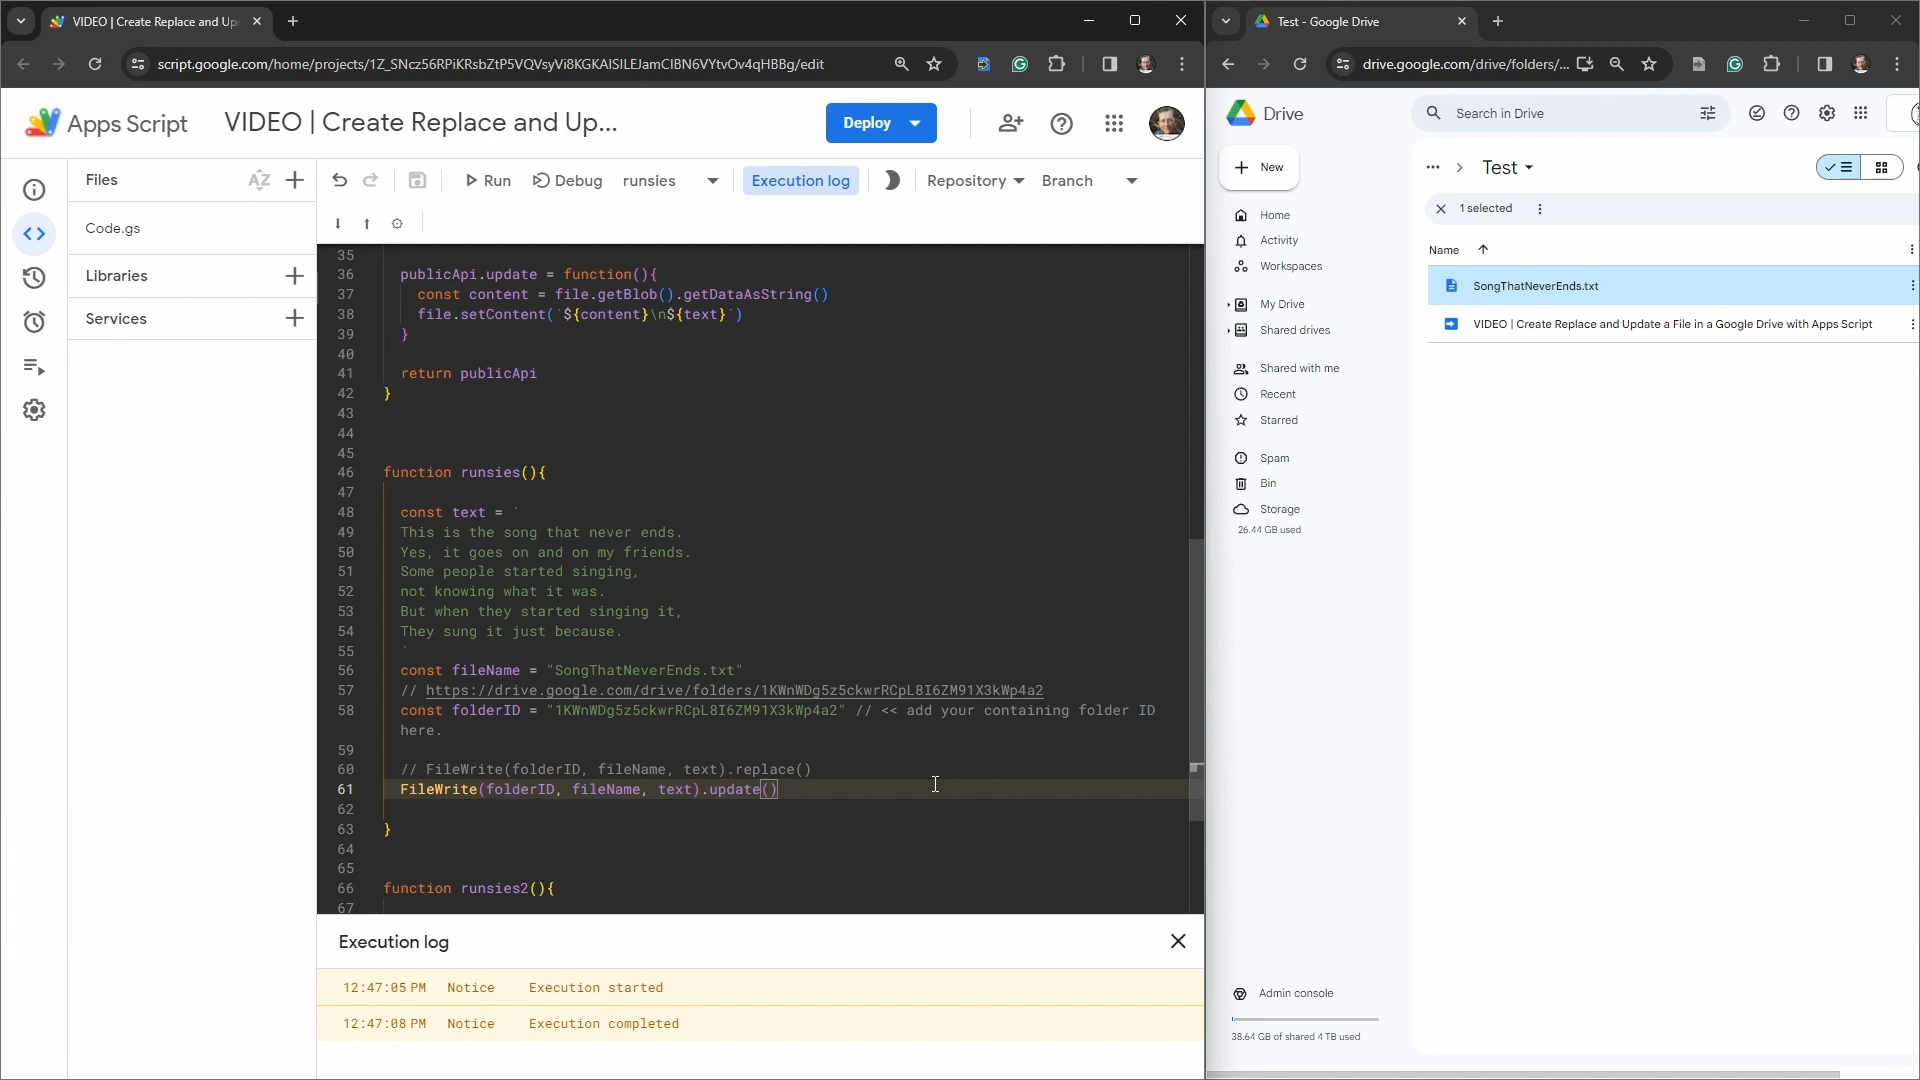 VIDEO | Create Replace and Up
script.google.com/home/projects/1Z_SNcz56RPiKRsbZtP5VQVsyVi8KGKAISILEJamCIBN6VYtvOv4qHBBg/edit
Apps Script
VIDEO | Create Replace and Up...
Deploy
Files
AZ
Code.gs
Libraries
Services
Run
Debug
runsies
Execution log
Repository
Branch
35
36 publicApi.update = function(){
37 const content = file.getBlob().getDataAsString()
38 file.setContent(`${content}\n${text}`)
39 }
40
41 return publicApi
42 }
43
44
45
46 function runsies(){
47
48 const text = `
49 This is the song that never ends.
50 Yes, it goes on and on my friends.
51 Some people started singing,
52 not knowing what it was.
53 But when they started singing it,
54 They sung it just because.
55 `
56 const fileName = "SongThatNeverEnds.txt"
57 // https://drive.google.com/drive/folders/1KWnWDg5z5ckwrRCpL8I6ZM91X3kWp4a2
58 const folderID = "1KWnWDg5z5ckwrRCpL8I6ZM91X3kWp4a2" // << add your containing folder ID
here.
59
60 // FileWrite(folderID, fileName, text).replace()
61 FileWrite(folderID, fileName, text).update()
62
63 }
64
65
66 function runsies2(){
67
Execution log
12:47:05 PM Notice Execution started
12:47:08 PM Notice Execution completed
Test - Google Drive
drive.google.com/drive/folders/...
Drive
Search in Drive
New
Home
Activity
Workspaces
My Drive
Shared drives
Shared with me
Recent
Starred
Spam
Bin
Storage
26.44 GB used
Admin console
38.64 GB of shared 4 TB used
Test
1 selected
Name
SongThatNeverEnds.txt
VIDEO | Create Replace and Update a File in a Google Drive with Apps Script